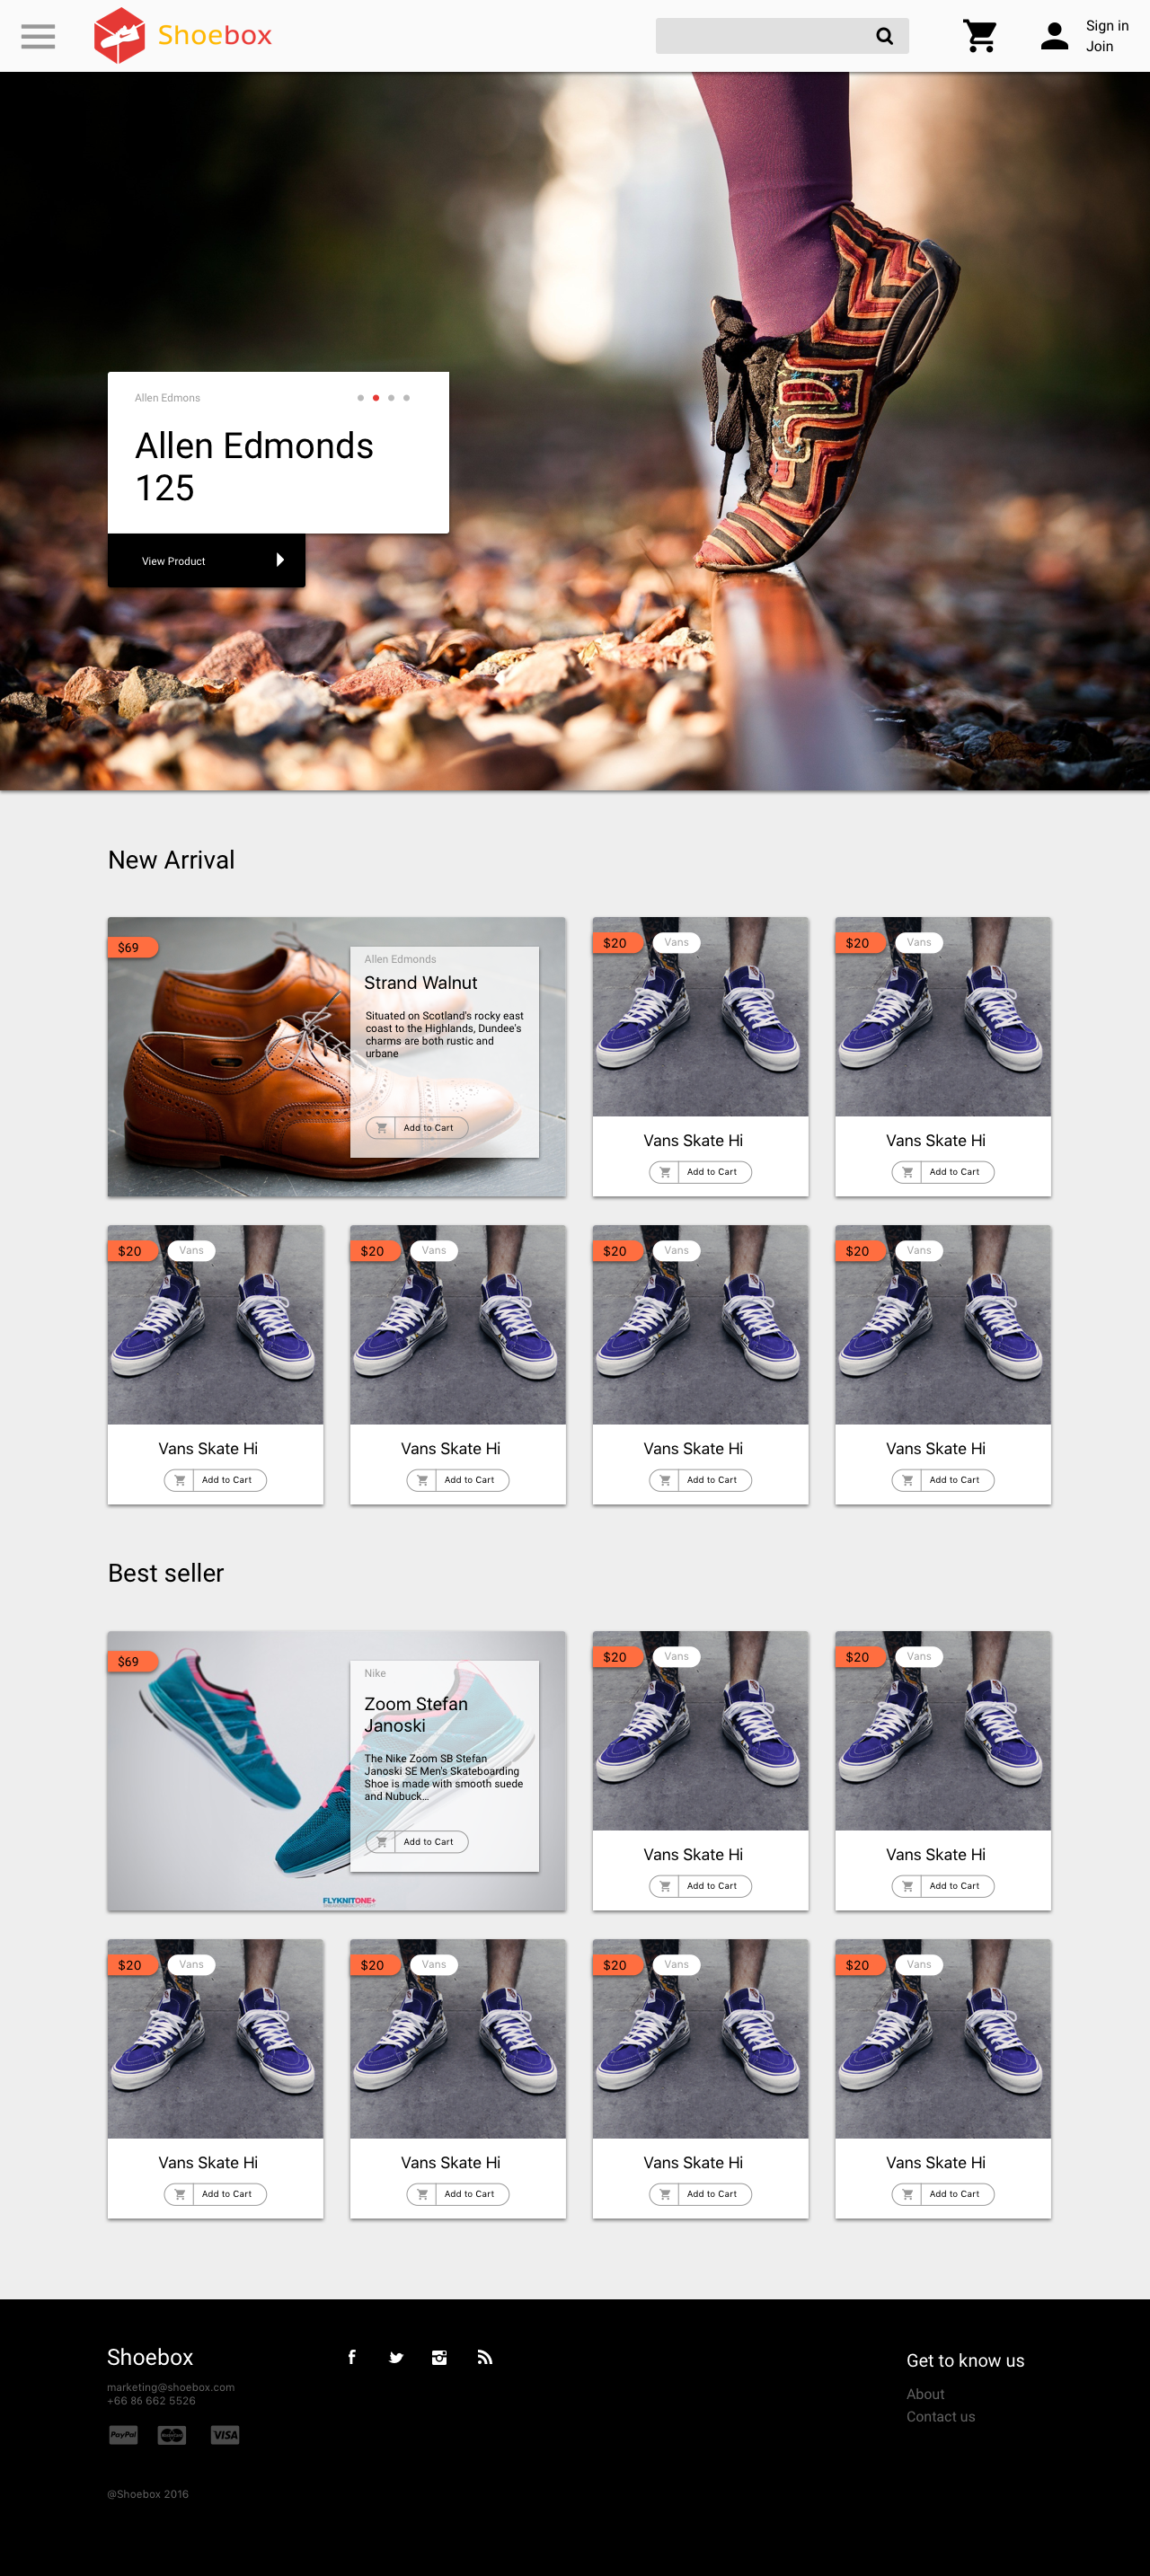 Shoebox
Sign in
Join
Allen Edmons
Allen Edmonds
125
View Product
New Arrival
$69
Allen Edmonds
Strand Walnut
Situated on Scotland's rocky east
coast to the Highlands, Dundee's
charms are both rustic and
urbane
Add to Cart
$20
Vans
Vans Skate Hi
Add to Cart
$20
Vans
Vans Skate Hi
Add to Cart
$20
Vans
Vans Skate Hi
Add to Cart
$20
Vans
Vans Skate Hi
Add to Cart
$20
Vans
Vans Skate Hi
Add to Cart
$20
Vans
Vans Skate Hi
Add to Cart
Best seller
$69
Nike
Zoom Stefan
Janoski
The Nike Zoom SB Stefan
Janoski SE Men's Skateboarding
Shoe is made with smooth suede
and Nubuck...
Add to Cart
FLYKNITONE+
$20
Vans
Vans Skate Hi
Add to Cart
$20
Vans
Vans Skate Hi
Add to Cart
$20
Vans
Vans Skate Hi
Add to Cart
$20
Vans
Vans Skate Hi
Add to Cart
$20
Vans
Vans Skate Hi
Add to Cart
$20
Vans
Vans Skate Hi
Add to Cart
Shoebox
marketing@shoebox.com
+66 86 662 5526
PayPal
MasterCard
VISA
@Shoebox 2016
Get to know us
About
Contact us